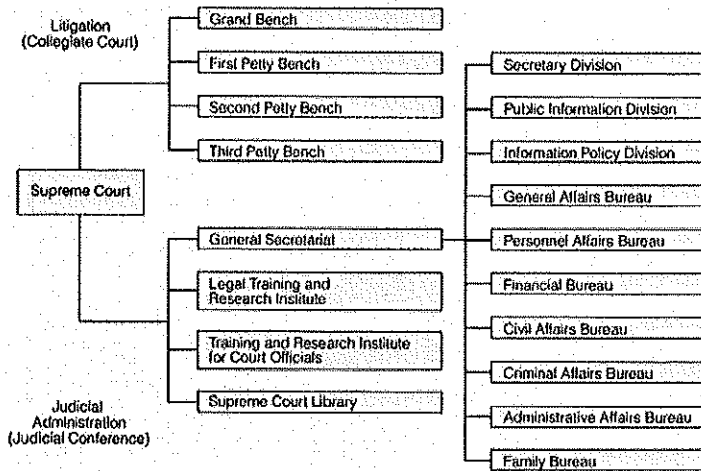 Litigation
(Collegiate Court)
Grand Bench
First Petty Bench
Second Petty Bench
Third Petty Bench
Supreme Court
General Secretariat
Legal Training and
Research Institute
Training and Research Institute
for Court Officials
Supreme Court Library
Judicial
Administration
(Judicial Conference)
Secretary Division
Public Information Division
Information Policy Division
General Affairs Bureau
Personnel Affairs Bureau
Financial Bureau
Civil Affairs Bureau
Criminal Affairs Bureau
Administrative Affairs Bureau
Family Bureau